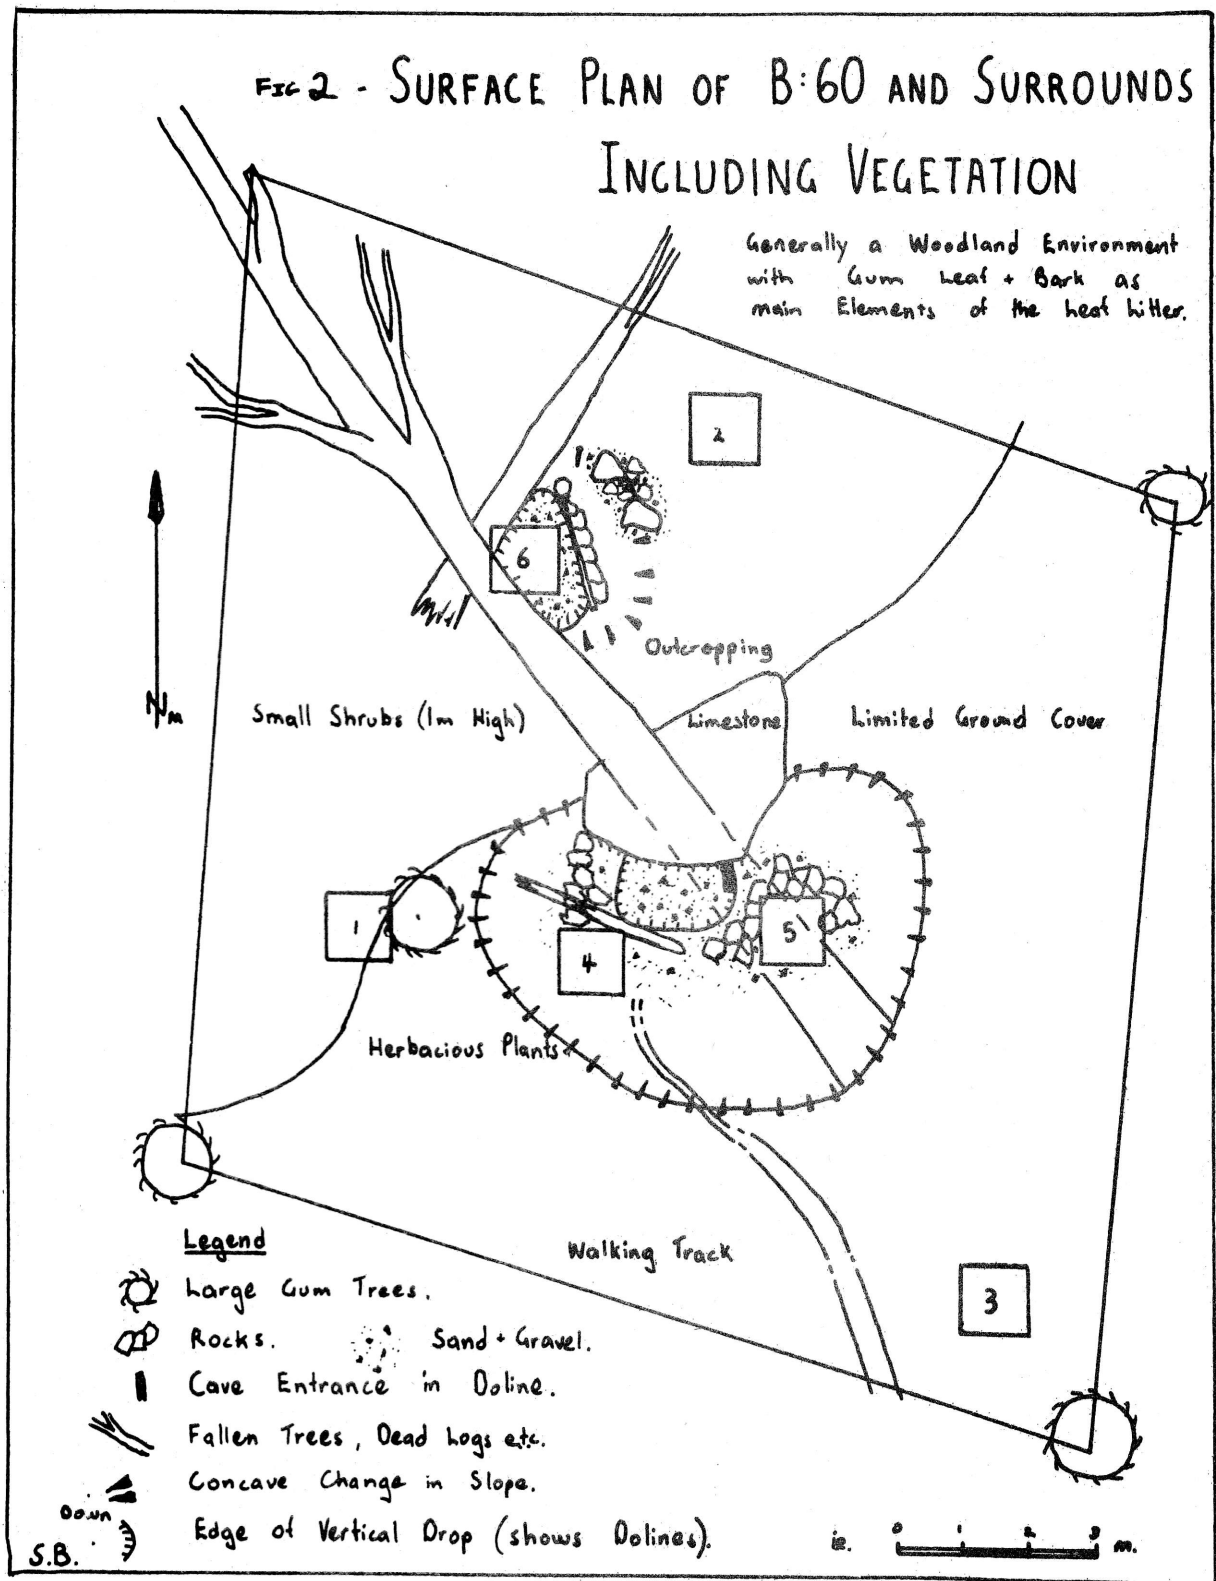 FIG 2 - SURFACE PLAN OF B:60 AND SURROUNDS
INCLUDING VEGETATION
Generally a Woodland Environment
with Gum Leaf + Bark as
main Elements of the Leaf Litter.
2
6
Outcropping
Nm
Small Shrubs (1m High)
Limestone
Limited Ground Cover
1
5
4
Herbacious Plants
Walking Track
3
Legend
Large Gum Trees.
Rocks.
Sand + Gravel.
Cave Entrance in Doline.
Fallen Trees, Dead Logs etc.
Concave Change in Slope.
Down
Edge of Vertical Drop (shows Dolines).
S.B.
ie. 0 1 2 3 m.